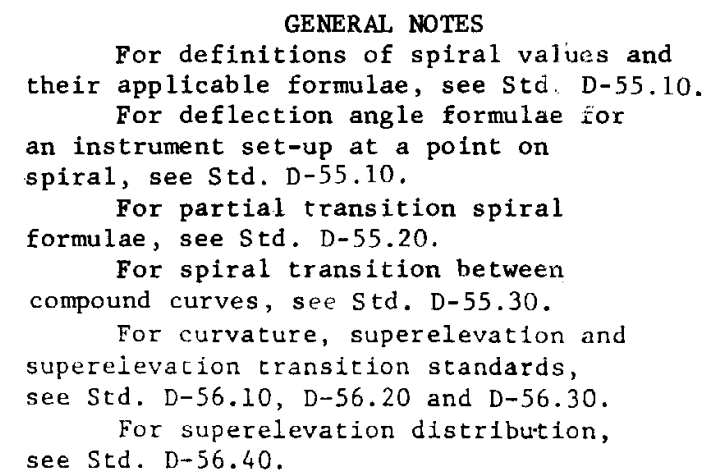 GENERAL NOTES
For definitions of spiral values and
their applicable formulae, see Std. D-55.10.
For deflection angle formulae for
an instrument set-up at a point on
spiral, see Std. D-55.10.
For partial transition spiral
formulae, see Std. D-55.20.
For spiral transition between
compound curves, see Std. D-55.30.
For curvature, superelevation and
superelevation transition standards,
see Std. D-56.10, D-56.20 and D-56.30.
For superelevation distribution,
see Std. D-56.40.